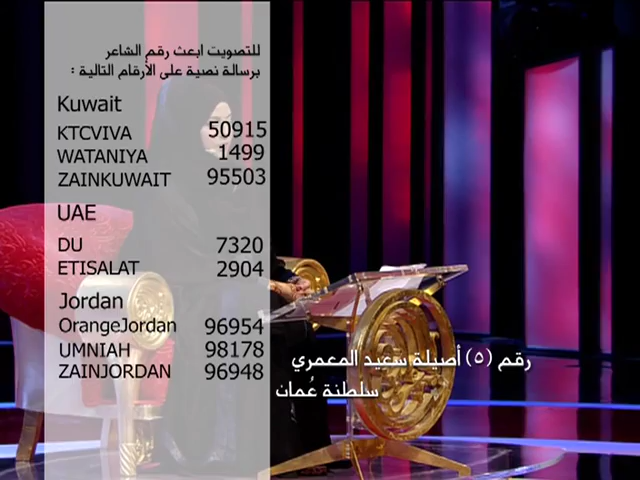 للتصويت ابعث رقم الشاعر
برسالة نصية على الأرقام التالية :
Kuwait
KTCVIVA 50915
WATANIYA 1499
ZAINKUWAIT 95503
UAE
DU 7320
ETISALAT 2904
Jordan
OrangeJordan 96954
UMNIAH 98178
ZAINJORDAN 96948
رقم (٥) أصيلة سعيد المعمري
سلطنة عُمان